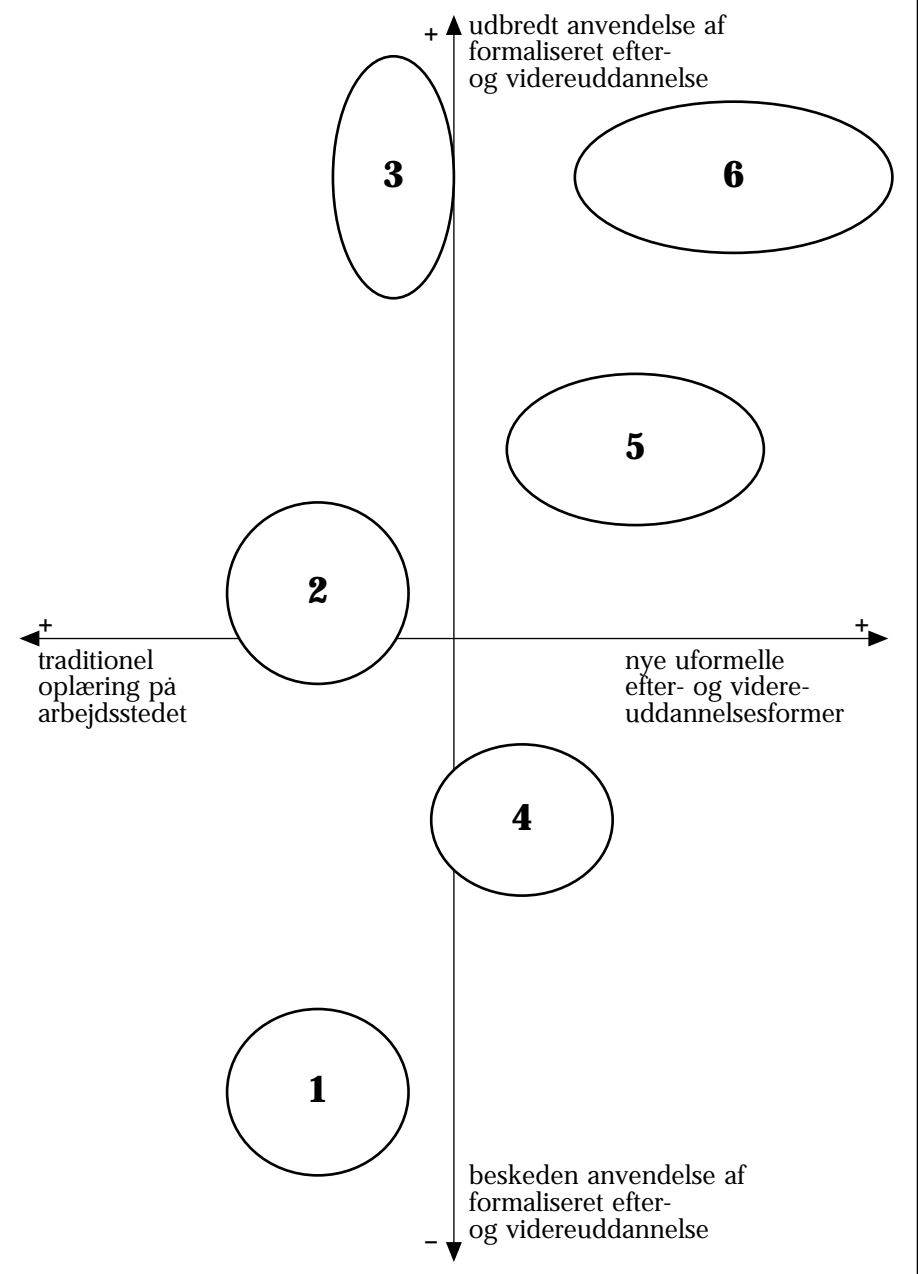 +
udbredt anvendelse af
formaliseret efter-
og videreuddannelse
3
6
5
2
+
+
traditionel
oplæring på
arbejdsstedet
nye uformelle
efter- og videre-
uddannelsesformer
4
1
beskeden anvendelse af
formaliseret efter-
og videreuddannelse
–